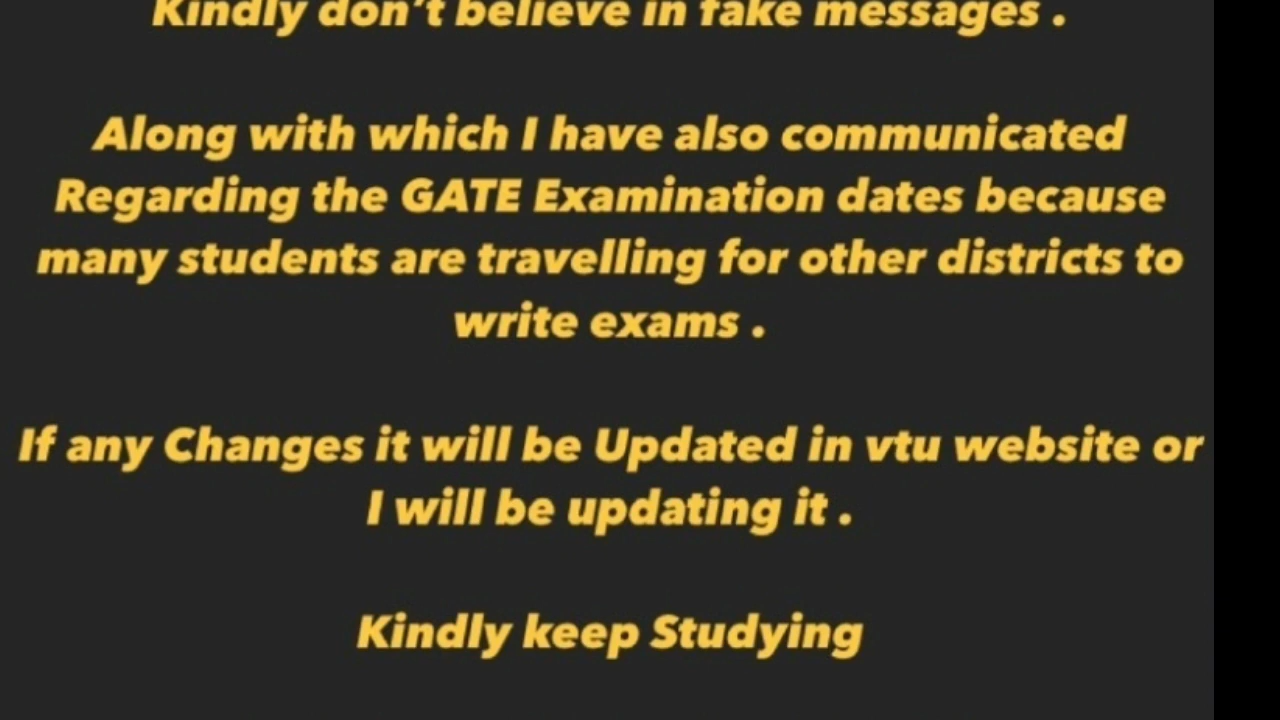 Kindly don't believe in fake messages .
Along with which I have also communicated
Regarding the GATE Examination dates because
many students are travelling for other districts to
write exams .
If any Changes it will be Updated in vtu website or
I will be updating it .
Kindly keep Studying